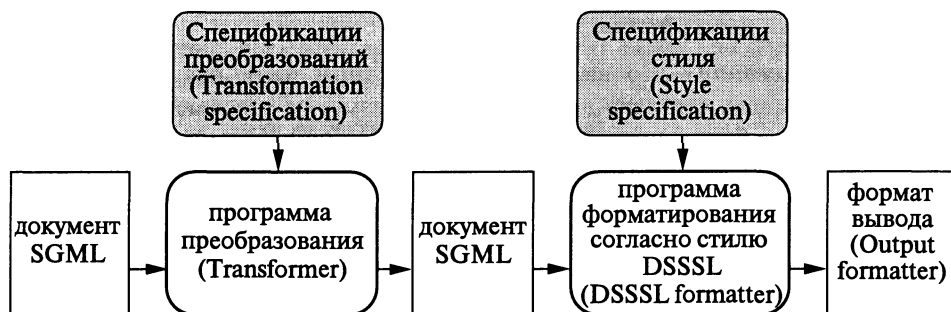 Спецификации
преобразований
(Transformation
specification)
Спецификации
стиля
(Style
specification)
документ
SGML
программа
преобразования
(Transformer)
документ
SGML
программа
форматирования
согласно стилю
DSSSL
(DSSSL formatter)
формат
вывода
(Output
formatter)